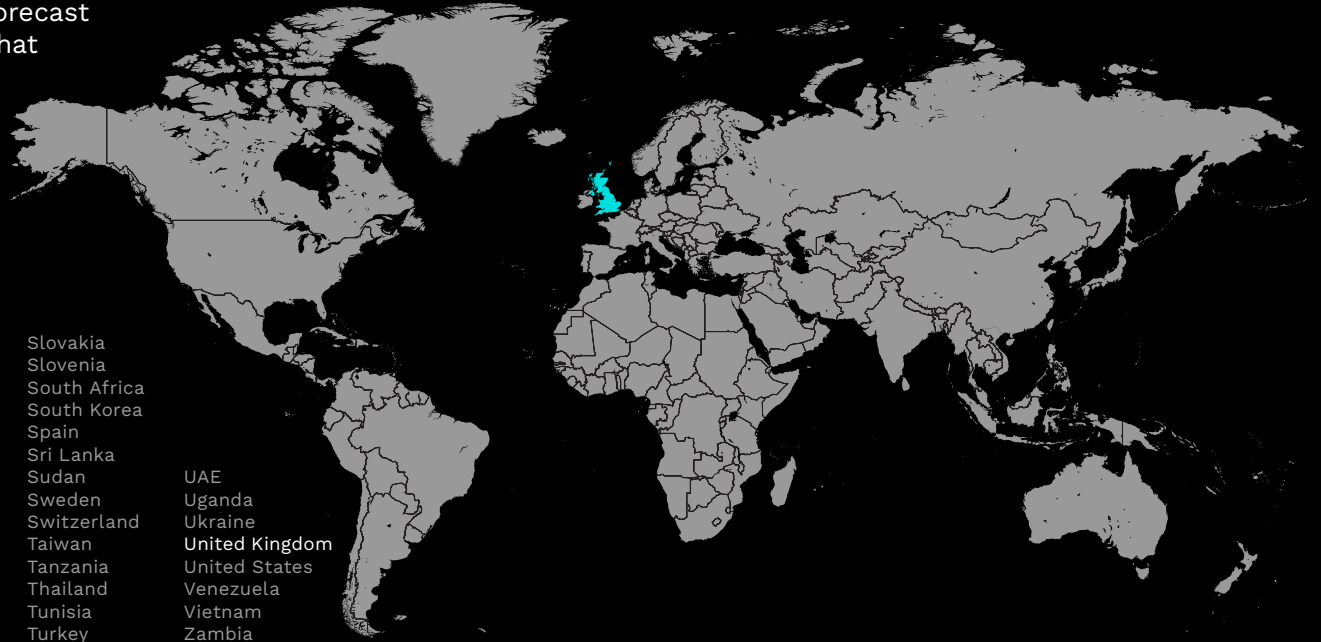 orecast
hat
Slovakia
Slovenia
South Africa
South Korea
Spain
Sri Lanka
Sudan
Sweden
Switzerland
Taiwan
Tanzania
Thailand
Tunisia
Turkey
UAE
Uganda
Ukraine
United Kingdom
United States
Venezuela
Vietnam
Zambia